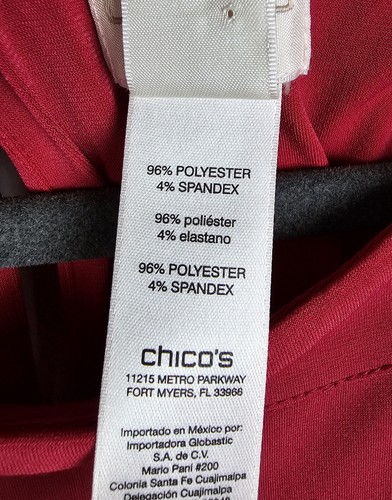 96% POLYESTER
4% SPANDEX
96% poliéster
4% elastano
96% POLYESTER
4% SPANDEX
chico's
11215 METRO PARKWAY
FORT MYERS, FL 33966
Importado en México por:
Importadora Globastic
S.A. de C.V.
Mario Pani #200
Colonia Santa Fe Cuajimalpa
Delegación Cuajimalpa